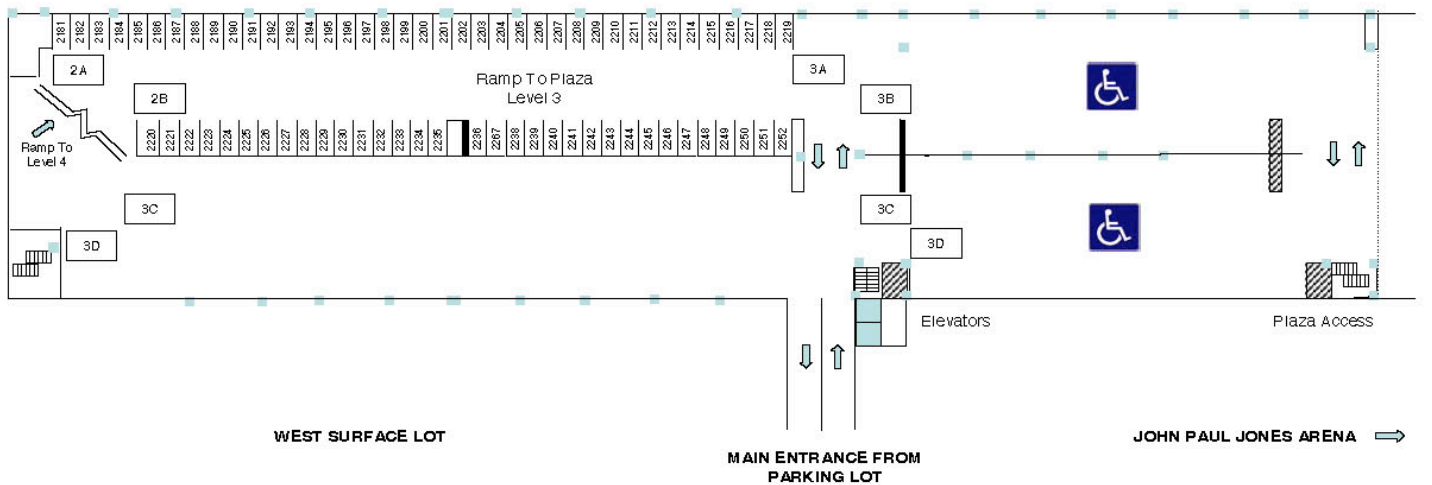 2181 2182 2183 2184 2185 2186 2187 2188 2189 2190 2191 2192 2193 2194 2195 2196 2197 2198 2199 2200 2201 2202 2203 2204 2205 2206 2207 2208 2209 2210 2211 2212 2213 2214 2215 2216 2217 2218 2219
2A
3A
Ramp To Plaza
Level 3
2B
3B
2220 2221 2222 2223 2224 2225 2226 2227 2228 2229 2230 2231 2232 2233 2234 2235 2236 2267 2238 2239 2240 2241 2242 2243 2244 2245 2246 2247 2248 2249 2250 2251 2252
Ramp To
Level 4
3C
3C
3D
3D
Elevators
Plaza Access
WEST SURFACE LOT
JOHN PAUL JONES ARENA
MAIN ENTRANCE FROM
PARKING LOT